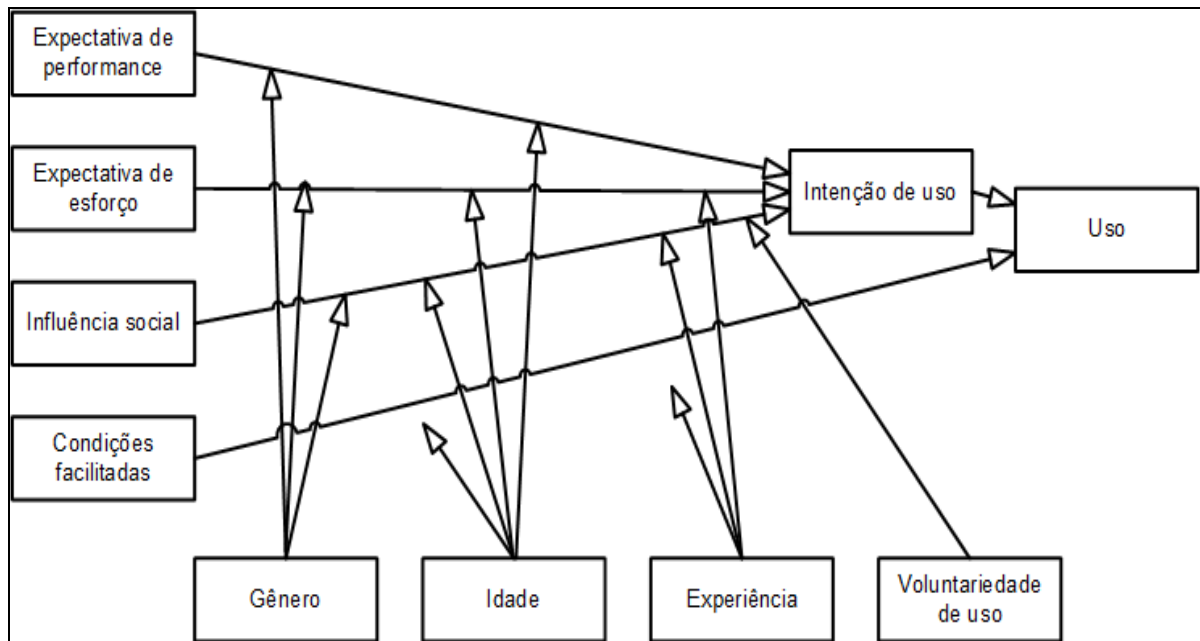 Expectativa de
performance
Expectativa de
esforço
Intenção de uso
Uso
Influência social
Condições
facilitadas
Gênero
Idade
Experiência
Voluntariedade
de uso